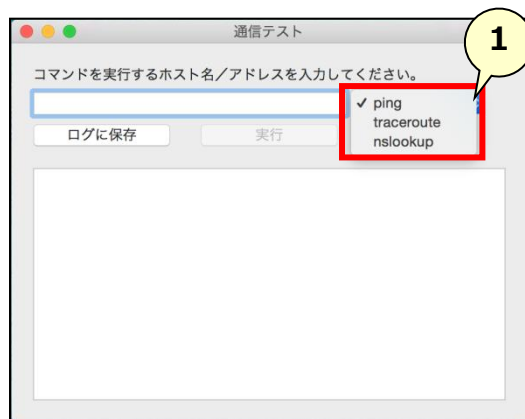 通信テスト
1
コマンドを実行するホスト名／アドレスを入力してください。
✓ ping
traceroute
nslookup
ログに保存
実行